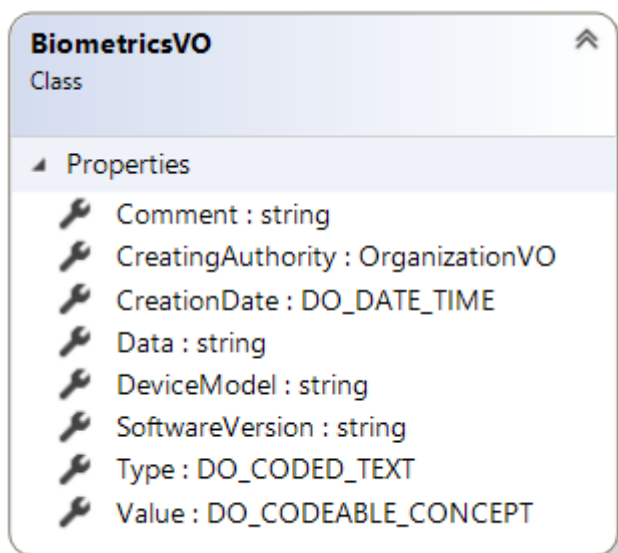 BiometricsVO
Class
Properties
Comment : string
CreatingAuthority : OrganizationVO
CreationDate : DO_DATE_TIME
Data : string
DeviceModel : string
SoftwareVersion : string
Type : DO_CODED_TEXT
Value : DO_CODEABLE_CONCEPT